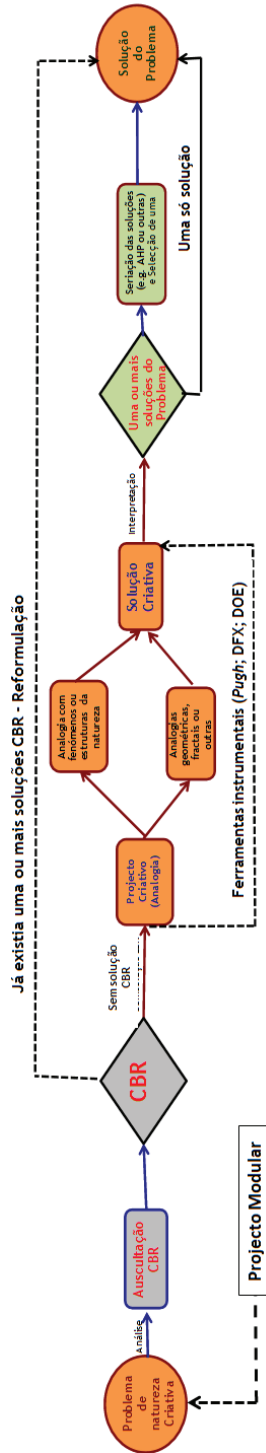 Já existia uma ou mais soluções CBR - Reformulação
Problema
de
natureza
Criativa
Análise
Auscultação
CBR
CBR
Sem solução
CBR
Projecto
Criativo
(Analogia)
Analogia com
fenomenos ou
estruturas da
natureza
Analogias
geométricas,
fractais ou
outras
Solução
Criativa
Interpretação
Uma ou mais
soluções do
Problema
Seriação das soluções
(e.g. AHP ou outras)
e Selecção de uma
Solução
do
Problema
Uma só solução
Ferramentas instrumentais (Pugh; DFX; DOE)
Projecto Modular